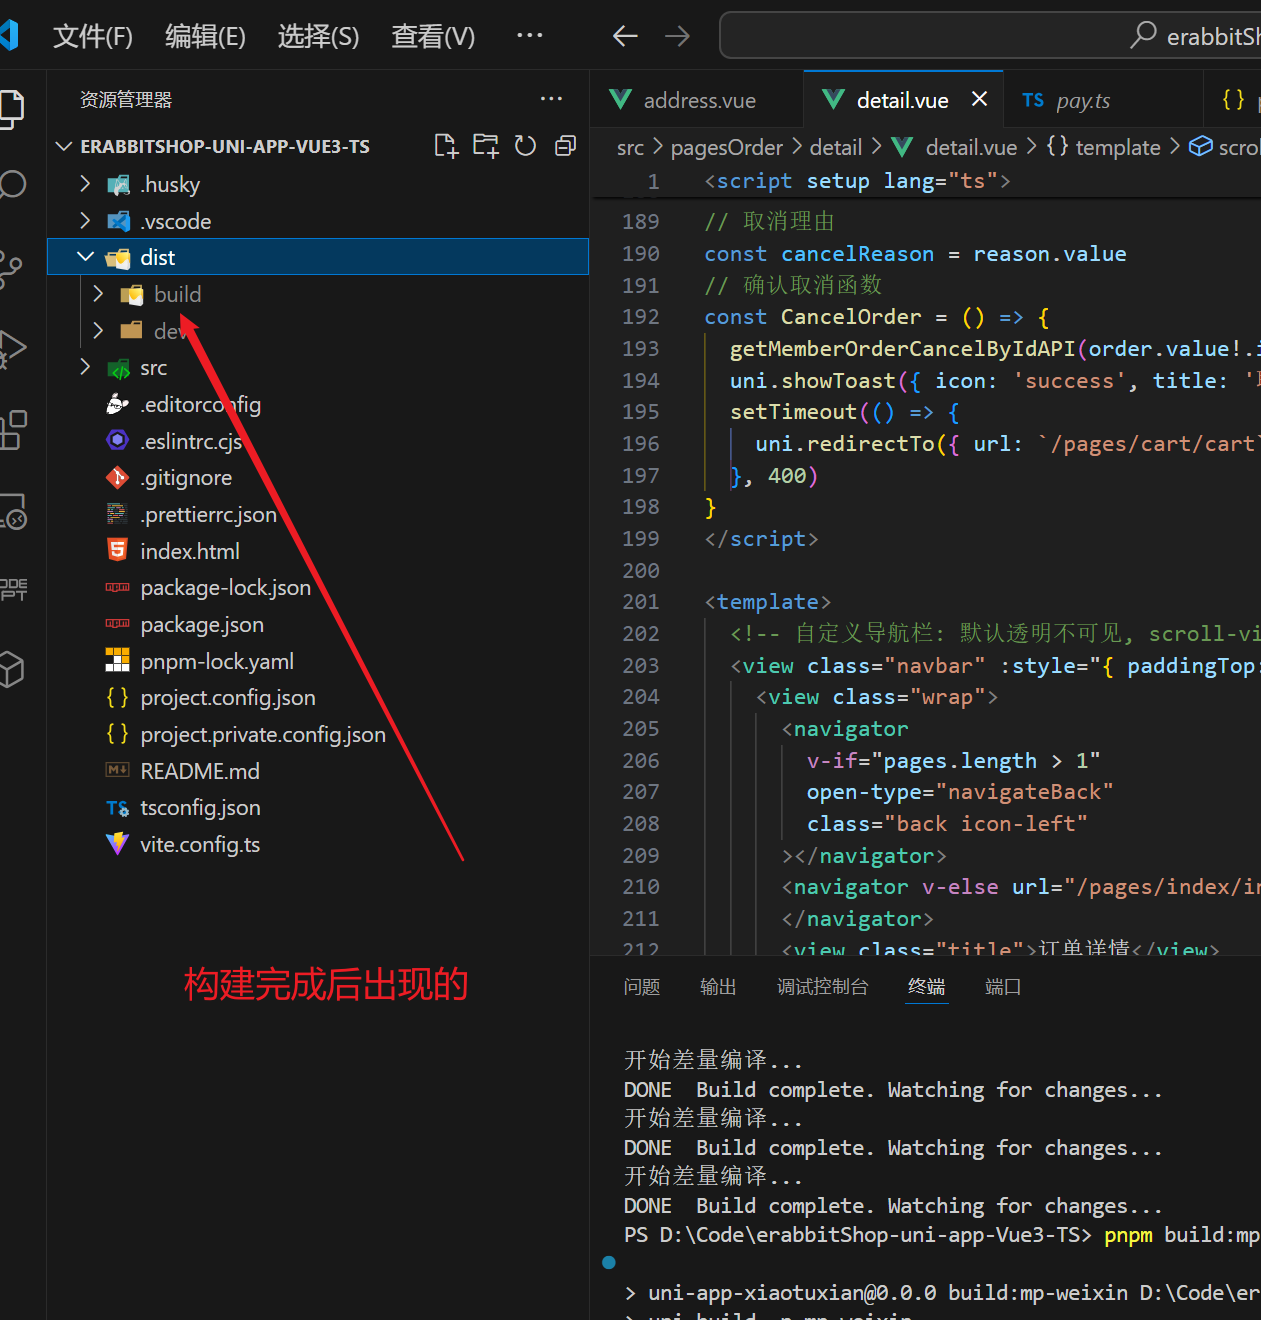 文件(F) 编辑(E) 选择(S) 查看(V) ··· erabbitSh
资源管理器 ···
ERABBITSHOP-UNI-APP-VUE3-TS
.husky
.vscode
dist
build
dev
src
.editorconfig
.eslintrc.cjs
.gitignore
.prettierrc.json
index.html
package-lock.json
package.json
pnpm-lock.yaml
{ } project.config.json
{ } project.private.config.json
README.md
TS tsconfig.json
vite.config.ts
构建完成后出现的
address.vue detail.vue × TS pay.ts { }
src > pagesOrder > detail > detail.vue > {} template > scro
1 <script setup lang="ts">
189 // 取消理由
190 const cancelReason = reason.value
191 // 确认取消函数
192 const CancelOrder = () => {
193 getMemberOrderCancelByIdAPI(order.value!.i
194 uni.showToast({ icon: 'success', title: '
195 setTimeout(() => {
196 uni.redirectTo({ url: `/pages/cart/cart`
197 }, 400)
198 }
199 </script>
200
201 <template>
202 <!-- 自定义导航栏: 默认透明不可见, scroll-vi
203 <view class="navbar" :style="{ paddingTop:
204 <view class="wrap">
205 <navigator
206 v-if="pages.length > 1"
207 open-type="navigateBack"
208 class="back icon-left"
209 ></navigator>
210 <navigator v-else url="/pages/index/in
211 </navigator>
212 <view class="title">订单详情</view>
问题 输出 调试控制台 终端 端口
开始差量编译...
DONE Build complete. Watching for changes...
开始差量编译...
DONE Build complete. Watching for changes...
开始差量编译...
DONE Build complete. Watching for changes...
PS D:\Code\erabbitShop-uni-app-Vue3-TS> pnpm build:mp
> uni-app-xiaotuxian@0.0.0 build:mp-weixin D:\Code\er
> uni build -p mp-weixin